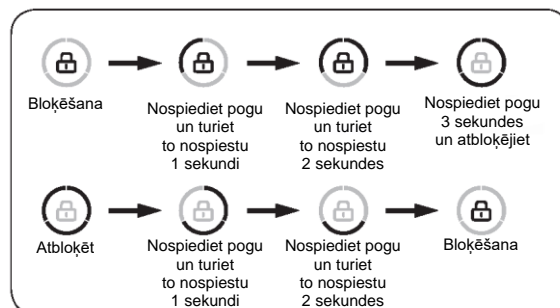 Bloķēšana
Nospiediet pogu
un turiet
to nospiestu
1 sekundi
Nospiediet pogu
un turiet
to nospiestu
2 sekundes
Nospiediet pogu
3 sekundes
un atbloķējiet
Atbloķēt
Nospiediet pogu
un turiet
to nospiestu
1 sekundi
Nospiediet pogu
un turiet
to nospiestu
2 sekundes
Bloķēšana